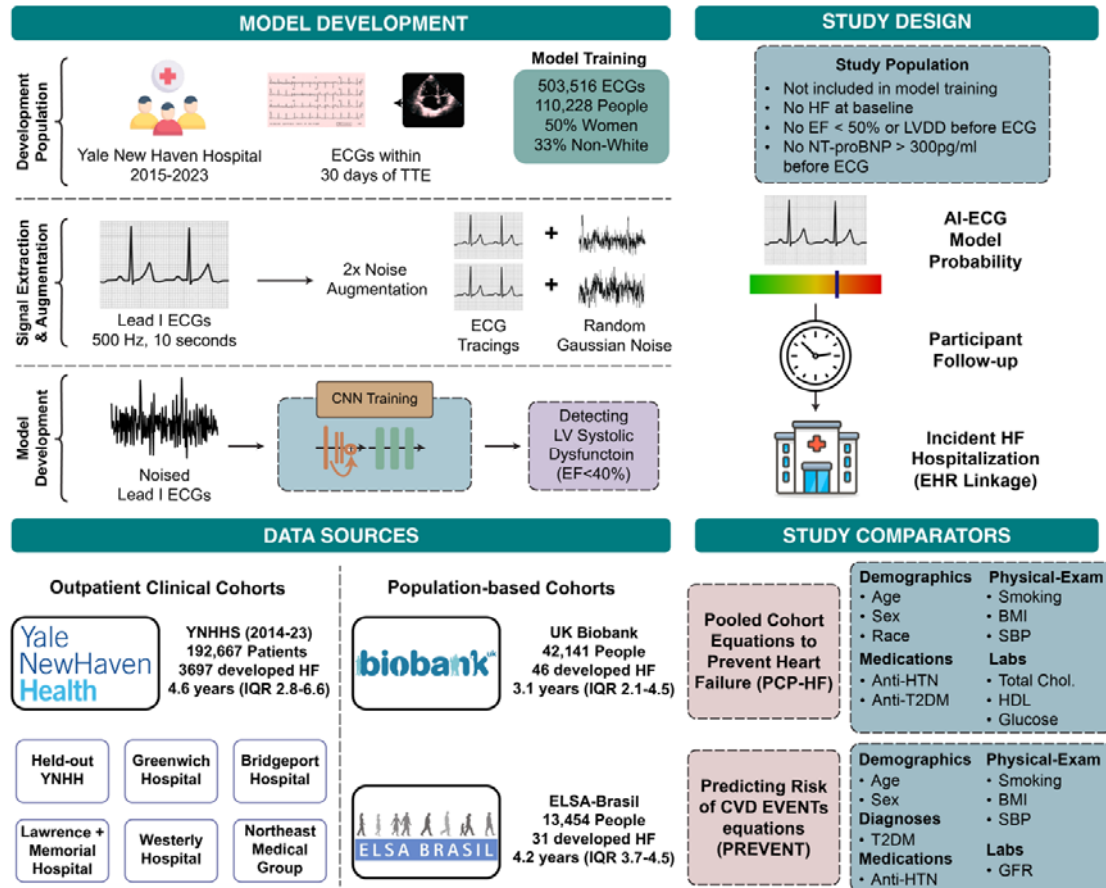 MODEL DEVELOPMENT
Development
Population
Yale New Haven Hospital
2015-2023
ECGs within
30 days of TTE
Model Training
503,516 ECGs
110,228 People
50% Women
33% Non-White
Signal Extraction
& Augmentation
Lead I ECGs
500 Hz, 10 seconds
2x Noise
Augmentation
+
+
ECG
Tracings
Random
Gaussian Noise
Model
Development
Noised
Lead I ECGs
CNN Training
Detecting
LV Systolic
Dysfunctoin
(EF<40%)
STUDY DESIGN
Study Population
• Not included in model training
• No HF at baseline
• No EF < 50% or LVDD before ECG
• No NT-proBNP > 300pg/ml
before ECG
AI-ECG
Model
Probability
Participant
Follow-up
Incident HF
Hospitalization
(EHR Linkage)
DATA SOURCES
Outpatient Clinical Cohorts
Yale
NewHaven
Health
YNHHS (2014-23)
192,667 Patients
3697 developed HF
4.6 years (IQR 2.8-6.6)
Held-out
YNHH
Greenwich
Hospital
Bridgeport
Hospital
Lawrence +
Memorial
Hospital
Westerly
Hospital
Northeast
Medical
Group
Population-based Cohorts
biobank uk
UK Biobank
42,141 People
46 developed HF
3.1 years (IQR 2.1-4.5)
ELSA BRASIL
ELSA-Brasil
13,454 People
31 developed HF
4.2 years (IQR 3.7-4.5)
STUDY COMPARATORS
Pooled Cohort
Equations to
Prevent Heart
Failure (PCP-HF)
Demographics
• Age
• Sex
• Race
Medications
• Anti-HTN
• Anti-T2DM
Physical-Exam
• Smoking
• BMI
• SBP
Labs
• Total Chol.
• HDL
• Glucose
Predicting Risk
of CVD EVENTs
equations
(PREVENT)
Demographics
• Age
• Sex
Diagnoses
• T2DM
Medications
• Anti-HTN
Physical-Exam
• Smoking
• BMI
• SBP
Labs
• GFR